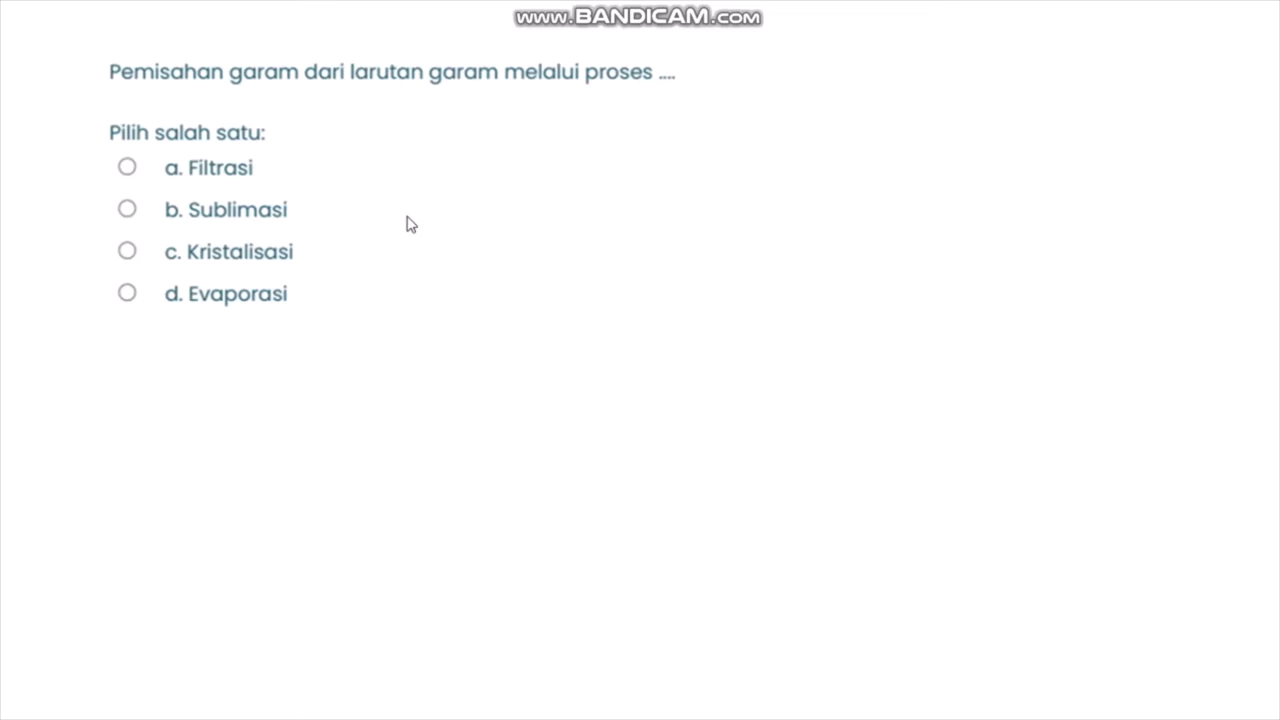 www.BANDICAM.com
Pemisahan garam dari larutan garam melalui proses ....
Pilih salah satu:
a. Filtrasi
b. Sublimasi
c. Kristalisasi
d. Evaporasi